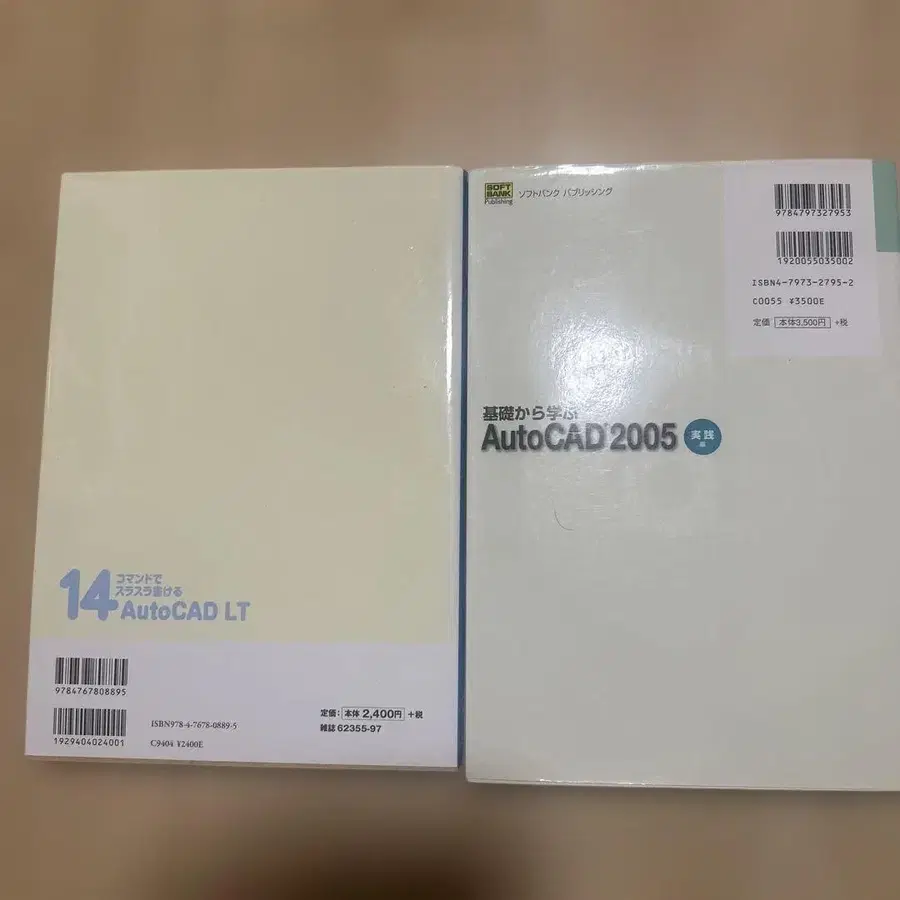 14
コマンドで
スラスラ書ける
AutoCAD LT
9784767808895
1929404024001
ISBN978-4-7678-0889-5
C9404 ¥2400E
定価: 本体 2,400円 +税
雑誌 62355-97
SOFT
BANK
Publishing
ソフトバンク パブリッシング
9784797327953
1920055035002
ISBN4-7973-2795-2
C0055 ¥3500E
定価 本体3,500円 +税
基礎から学ぶ
AutoCAD 2005
実践
編